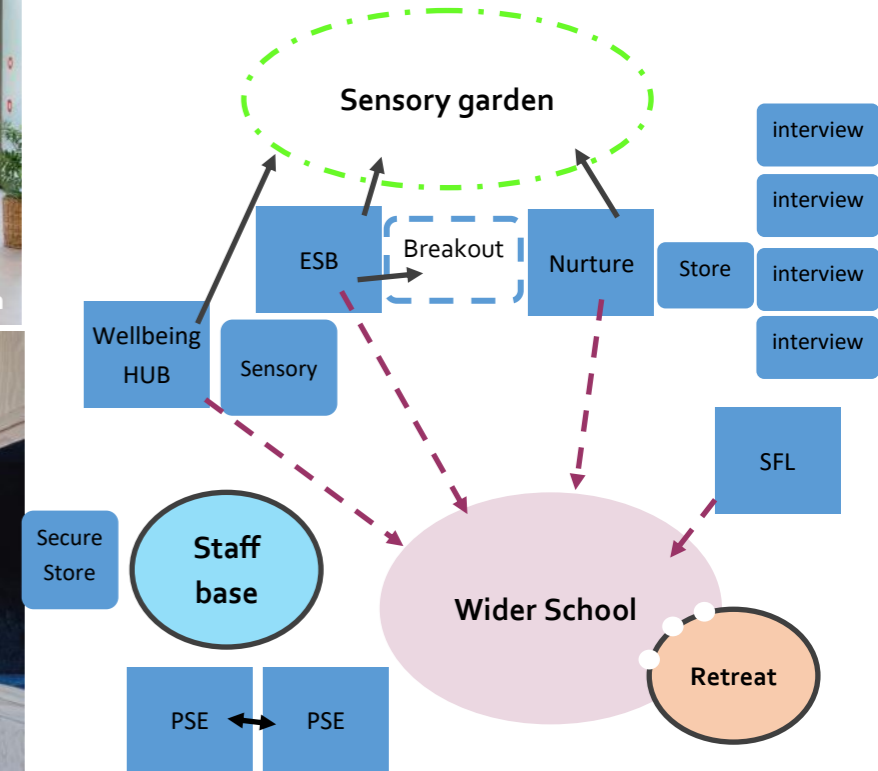 Sensory garden
interview
interview
interview
interview
ESB
Breakout
Nurture
Store
Wellbeing
HUB
Sensory
SFL
Secure
Store
Staff
base
Wider School
Retreat
PSE
PSE